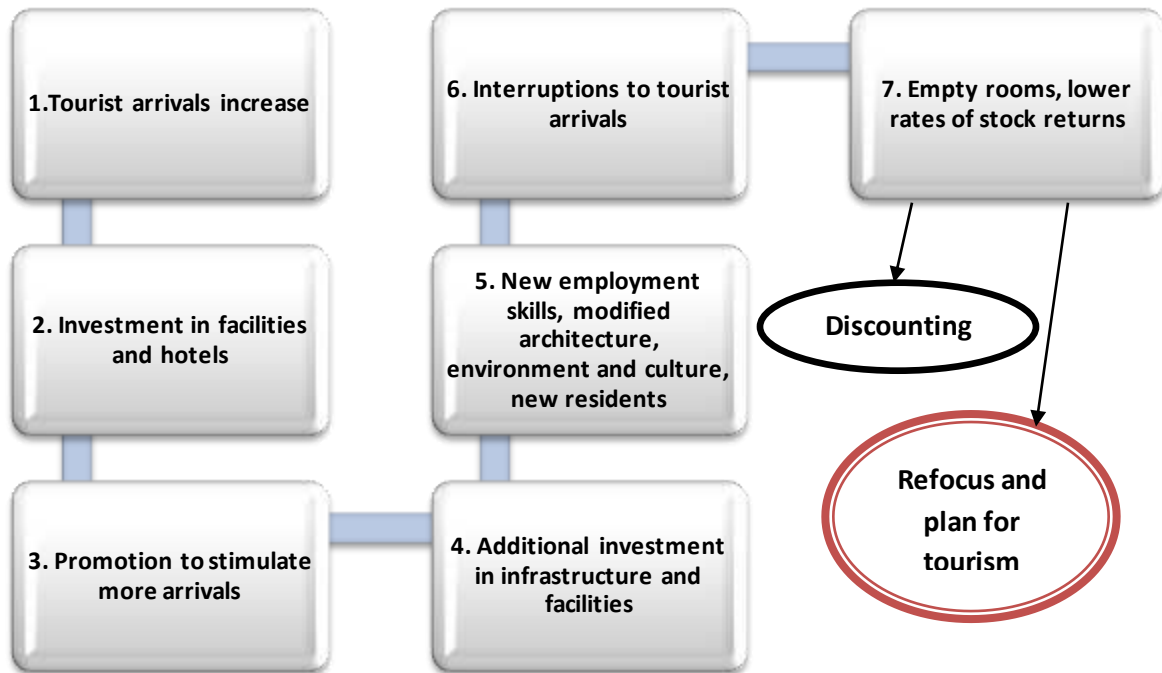 1.Tourist arrivals increase
2. Investment in facilities
and hotels
3. Promotion to stimulate
more arrivals
4. Additional investment
in infrastructure and
facilities
5. New employment
skills, modified
architecture,
environment and culture,
new residents
6. Interruptions to tourist
arrivals
7. Empty rooms, lower
rates of stock returns
Discounting
Refocus and
plan for
tourism